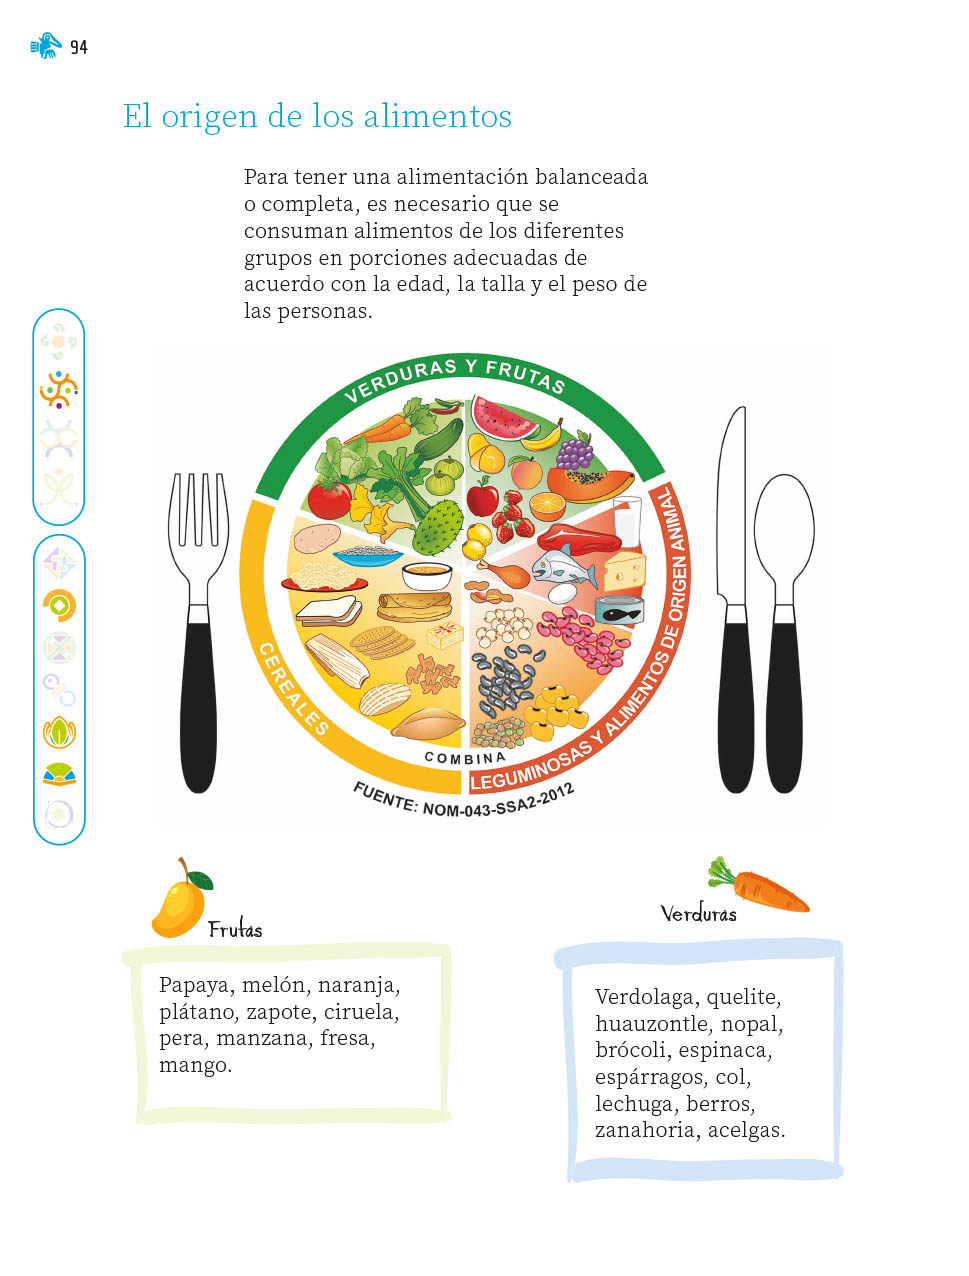 94
El origen de los alimentos
Para tener una alimentación balanceada
o completa, es necesario que se
consuman alimentos de los diferentes
grupos en porciones adecuadas de
acuerdo con la edad, la talla y el peso de
las personas.
VERDURAS Y FRUTAS
CEREALES
LEGUMINOSAS Y ALIMENTOS DE ORIGEN ANIMAL
COMBINA
FUENTE: NOM-043-SSA2-2012
Frutas
Papaya, melón, naranja,
plátano, zapote, ciruela,
pera, manzana, fresa,
mango.
Verduras
Verdolaga, quelite,
huauzontle, nopal,
brócoli, espinaca,
espárragos, col,
lechuga, berros,
zanahoria, acelgas.